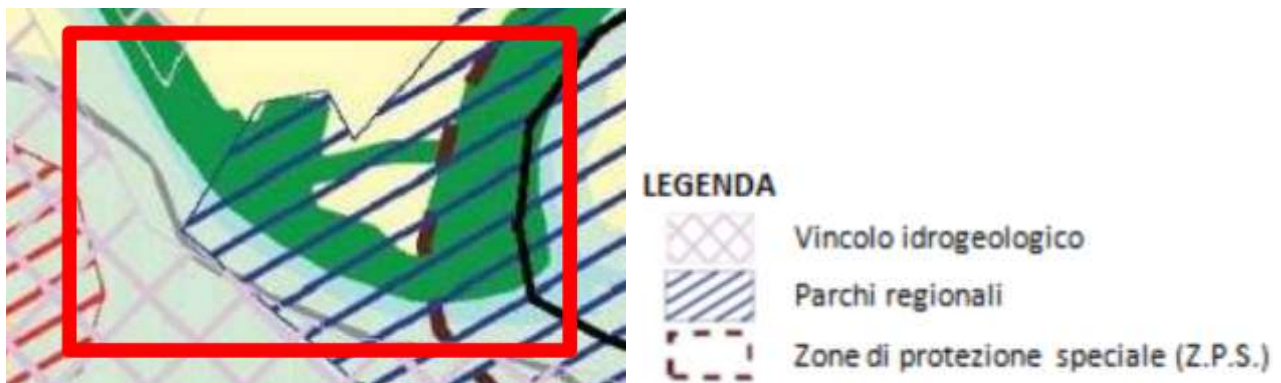 LEGENDA
Vincolo idrogeologico
Parchi regionali
Zone di protezione speciale (Z.P.S.)